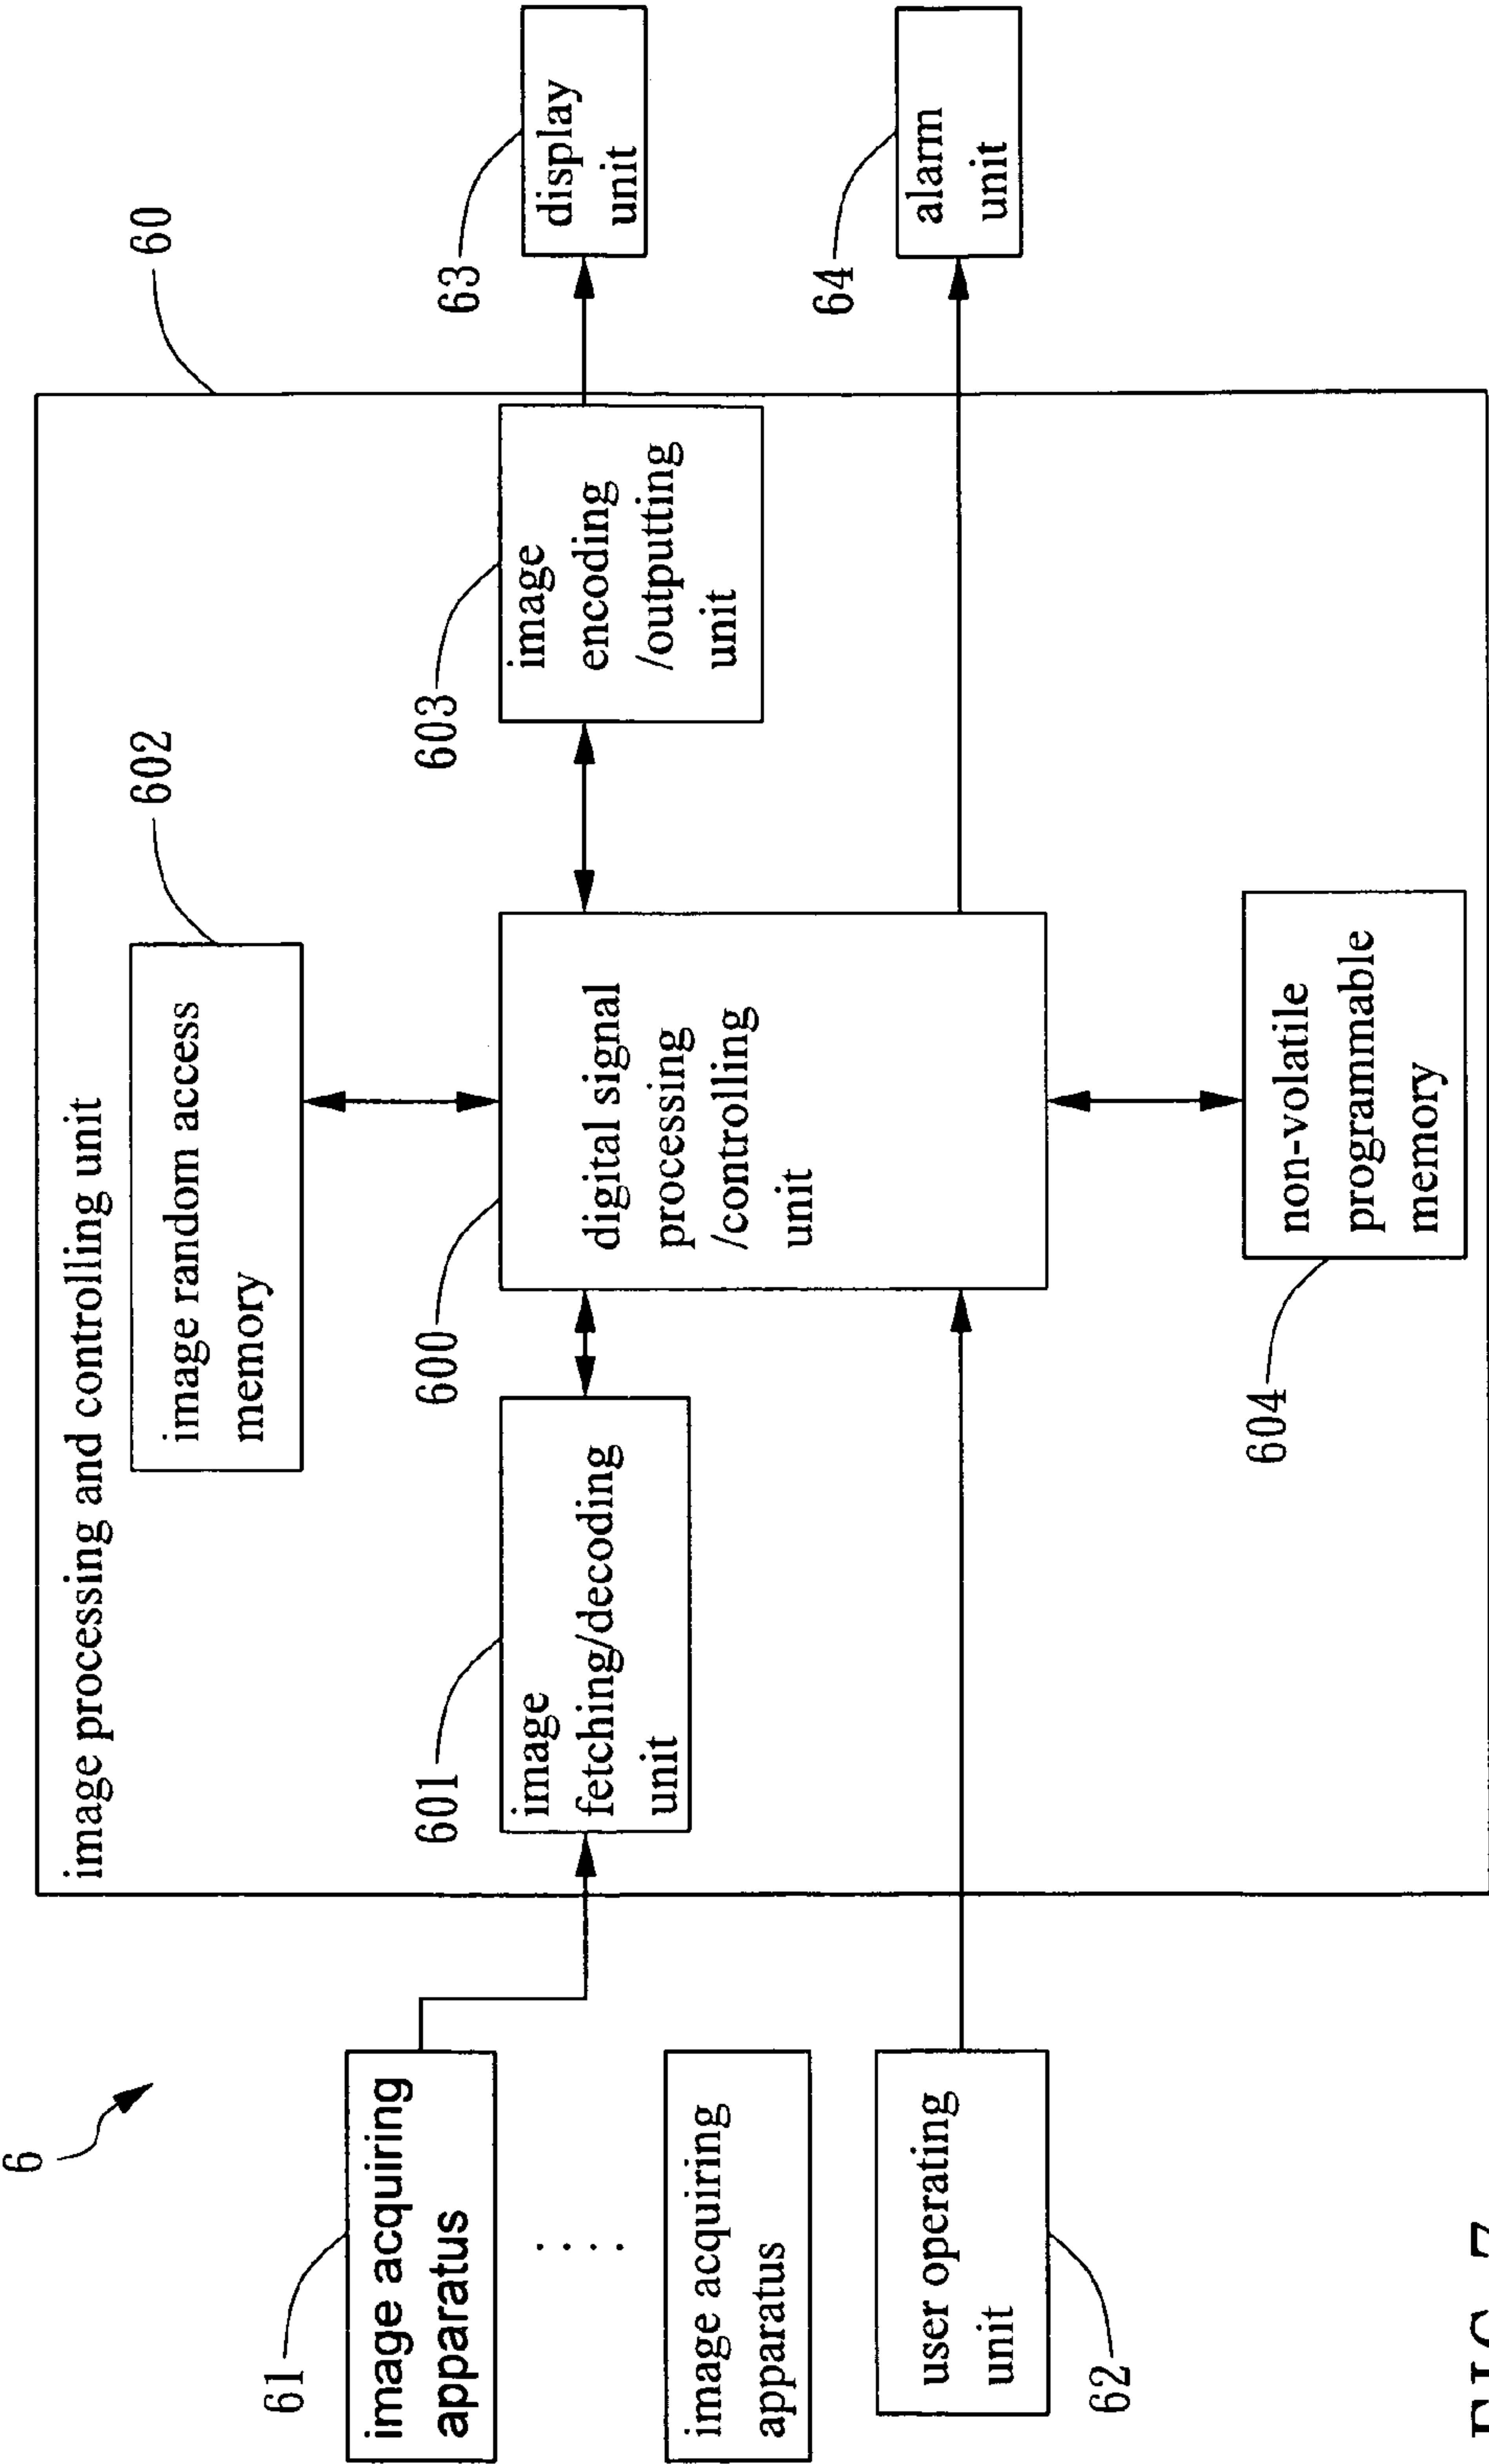 6
61
image acquiring
apparatus
....
image acquiring
apparatus
user operating
unit
62
image processing and controlling unit
60
601
image
fetching/decoding
unit
image random access
memory
602
600
digital signal
processing
/controlling
unit
603
image
encoding
/outputting
unit
non-volatile
programmable
memory
604
63
display
unit
64
alarm
unit